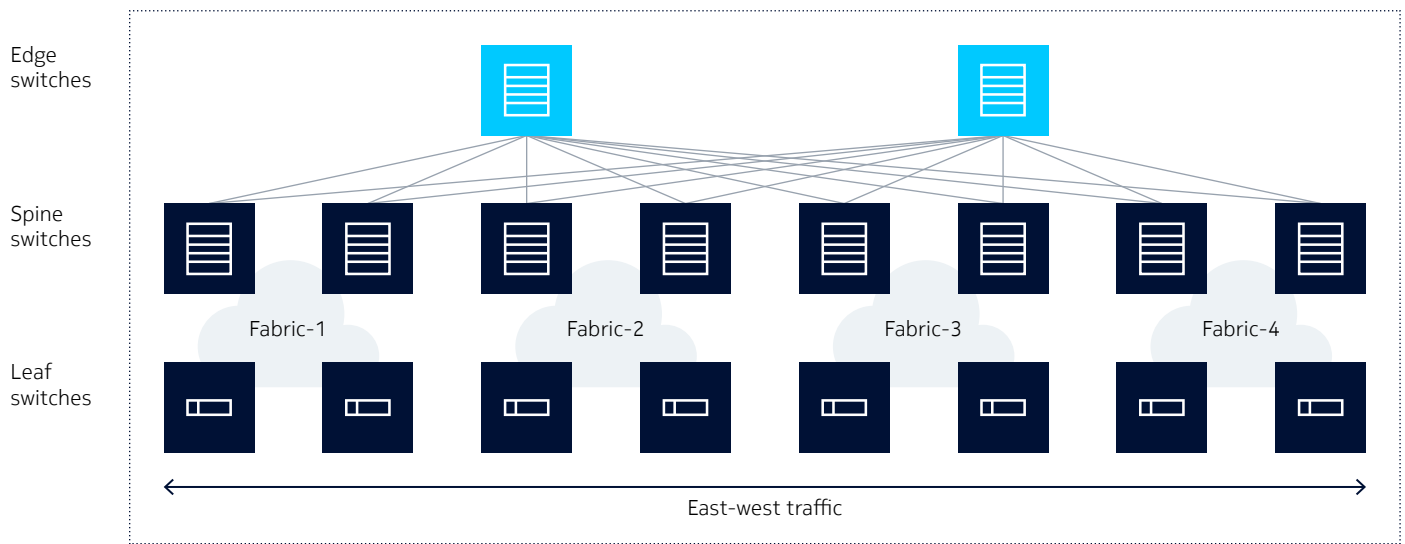 Edge
switches
Spine
switches
Fabric-1
Fabric-2
Fabric-3
Fabric-4
Leaf
switches
East-west traffic